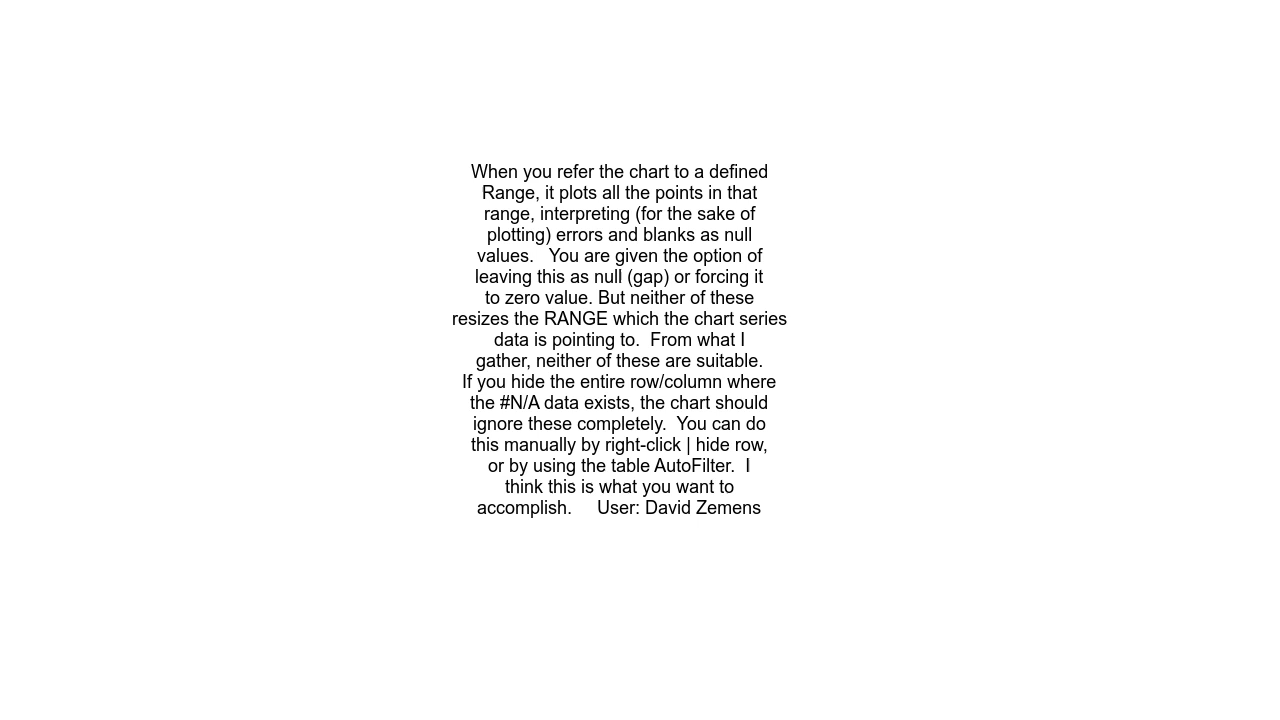 When you refer the chart to a defined
Range, it plots all the points in that
range, interpreting (for the sake of
plotting) errors and blanks as null
values.   You are given the option of
leaving this as null (gap) or forcing it
to zero value. But neither of these
resizes the RANGE which the chart series
data is pointing to.  From what I
gather, neither of these are suitable.
If you hide the entire row/column where
the #N/A data exists, the chart should
ignore these completely.  You can do
this manually by right-click | hide row,
or by using the table AutoFilter.  I
think this is what you want to
accomplish.     User: David Zemens